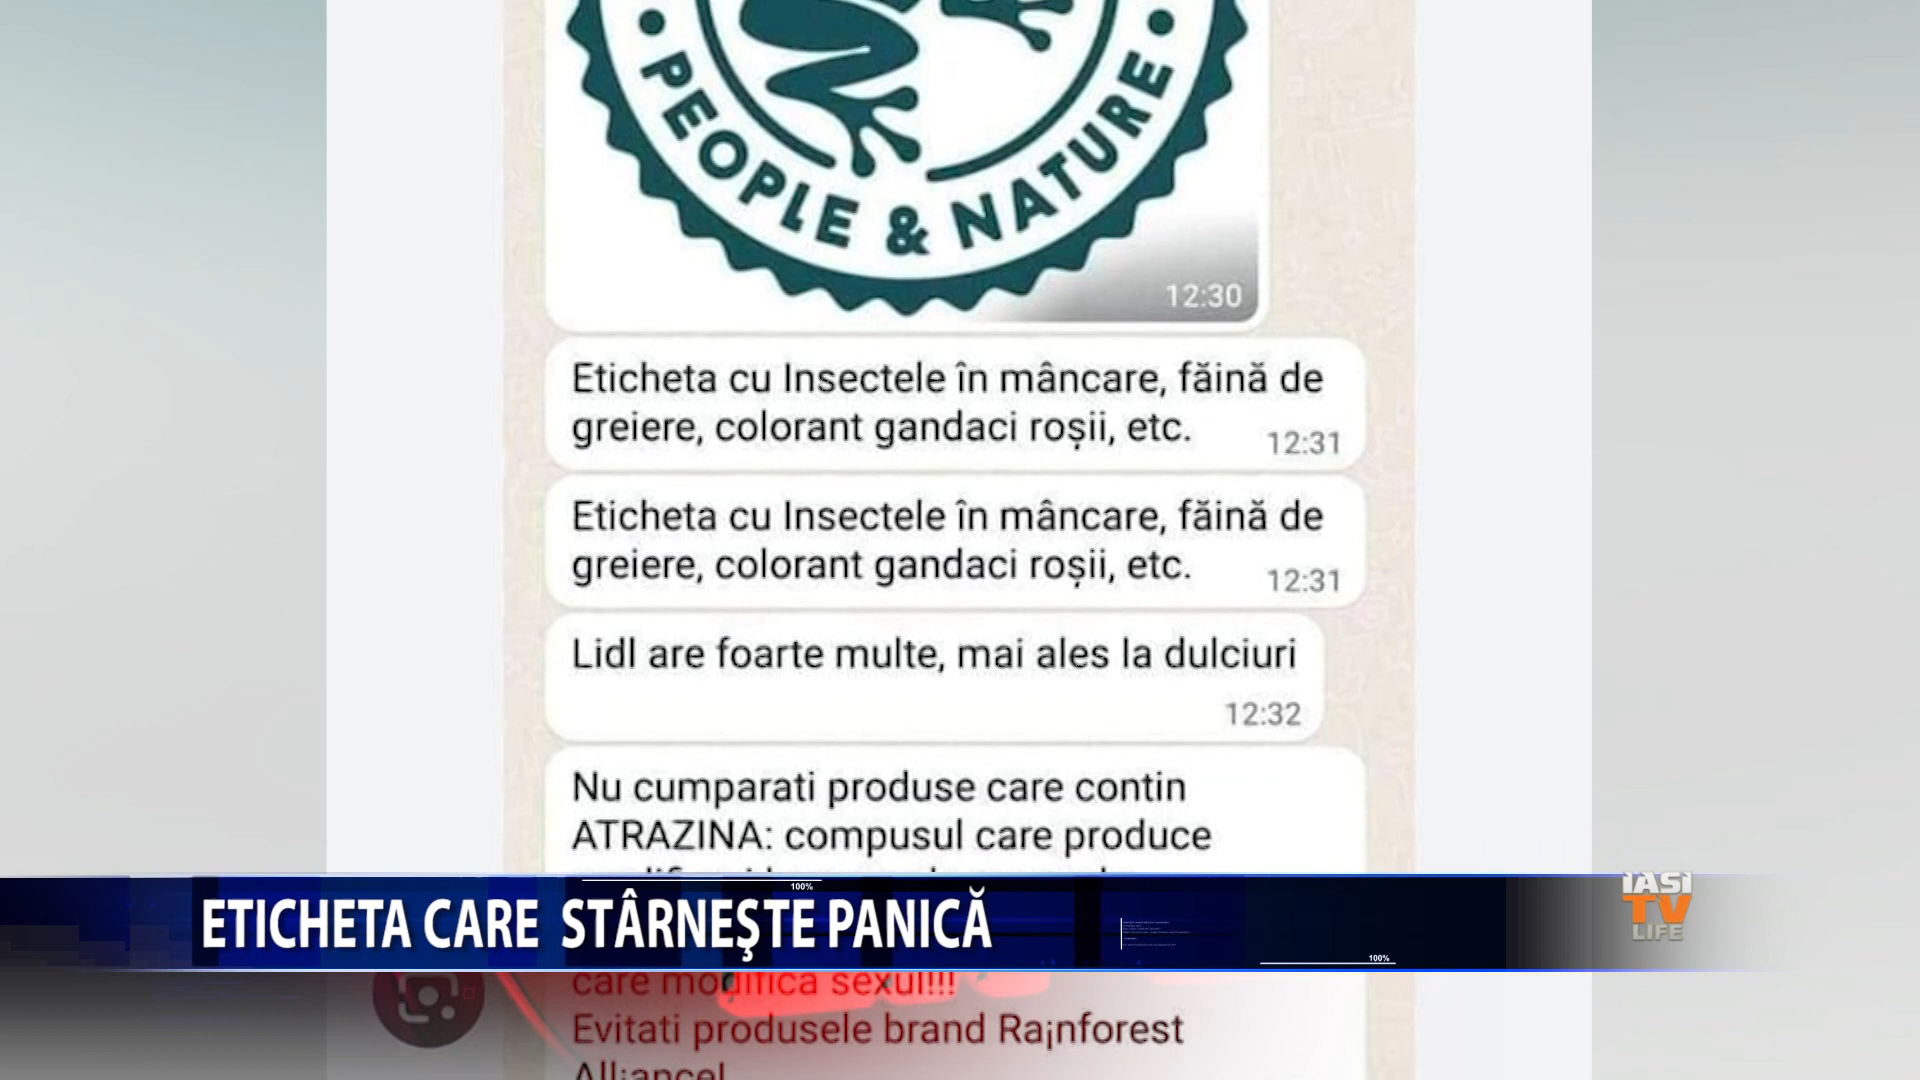 PEOPLE & NATURE
12:30
Eticheta cu Insectele în mâncare, făină de
greiere, colorant gandaci roșii, etc.
12:31
Eticheta cu Insectele în mâncare, făină de
greiere, colorant gandaci roșii, etc.
12:31
Lidl are foarte multe, mai ales la dulciuri
12:32
Nu cumparati produse care contin
ATRAZINA: compusul care produce
100%
ETICHETA CARE STÂRNEŞTE PANICĂ
100%
IASI
TV
LIFE
care modifica sexul!!!
Evitati produsele brand Ra¡nforest
All¡ance!